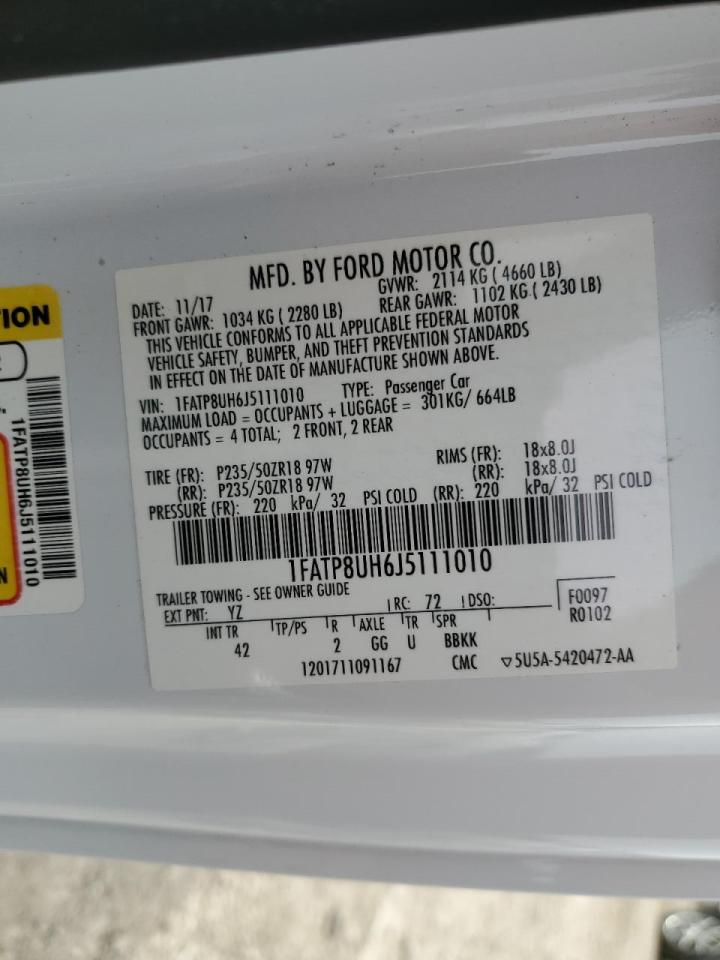 MFD. BY FORD MOTOR CO.
DATE: 11/17 GVWR: 2114 KG ( 4660 LB)
FRONT GAWR: 1034 KG ( 2280 LB) REAR GAWR: 1102 KG ( 2430 LB)
THIS VEHICLE CONFORMS TO ALL APPLICABLE FEDERAL MOTOR
VEHICLE SAFETY, BUMPER, AND THEFT PREVENTION STANDARDS
IN EFFECT ON THE DATE OF MANUFACTURE SHOWN ABOVE.
VIN: 1FATP8UH6J5111010 TYPE: Passenger Car
MAXIMUM LOAD = OCCUPANTS + LUGGAGE = 301KG/ 664LB
OCCUPANTS = 4 TOTAL; 2 FRONT, 2 REAR
TIRE (FR): P235/50ZR18 97W RIMS (FR): 18x8.0J
(RR): P235/50ZR18 97W (RR): 18x8.0J
PRESSURE (FR): 220 kPa/ 32 PSI COLD (RR): 220 kPa/ 32 PSI COLD
1FATP8UH6J5111010
TRAILER TOWING - SEE OWNER GUIDE
EXT PNT: YZ RC: 72 DSO: F0097
R0102
INT TR TP/PS R AXLE TR SPR
42 2 GG U BBKK
1201711091167 CMC 5U5A-5420472-AA
TION
1FATP8UH6J5111010
N